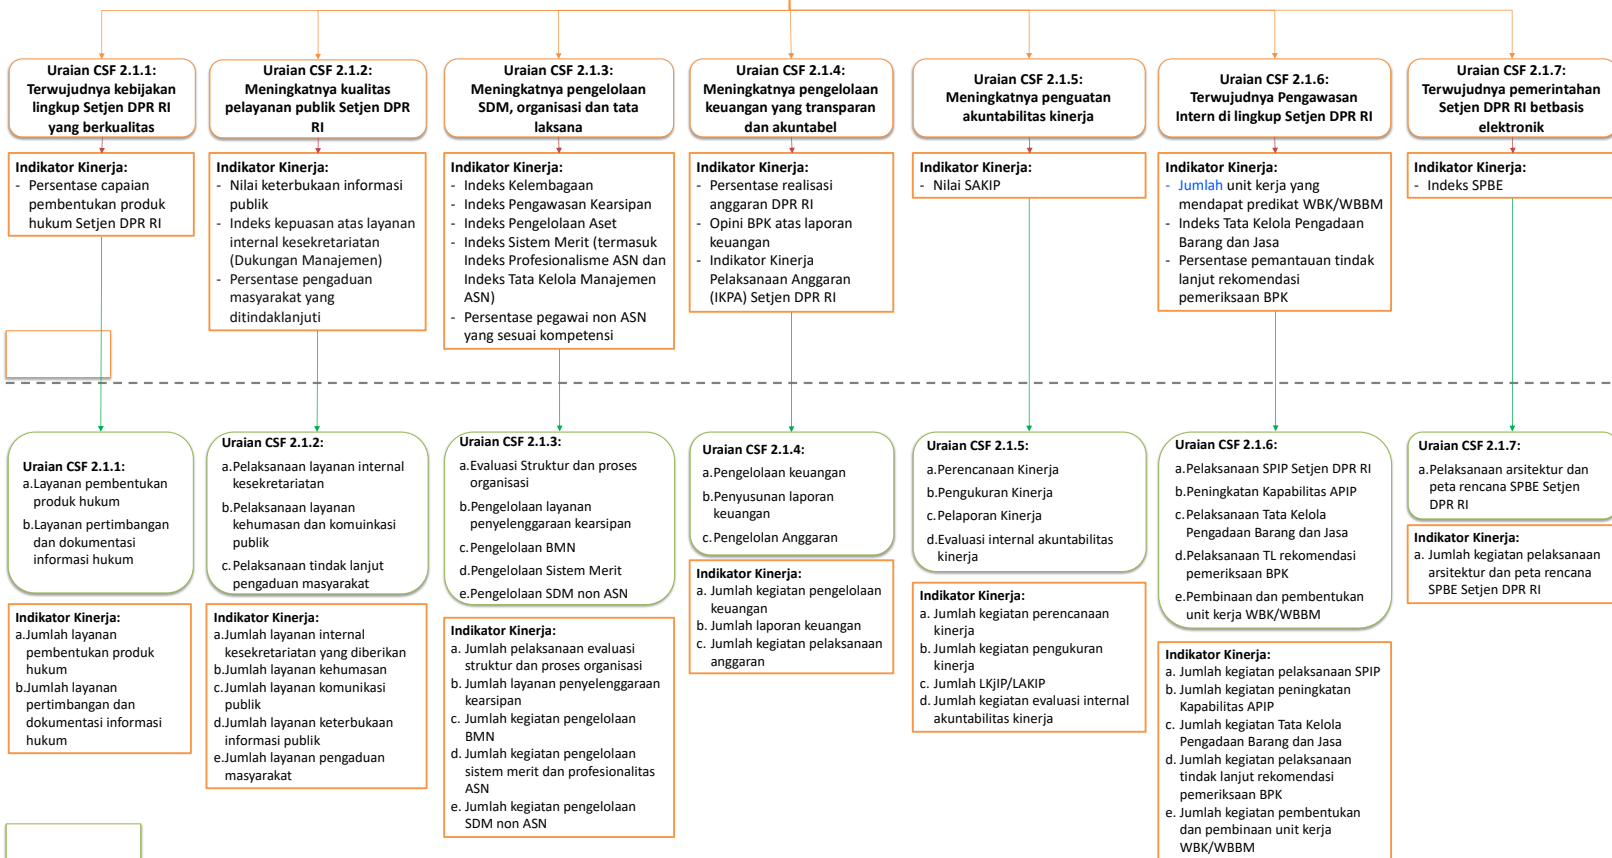 Uraian CSF 2.1.1:
Terwujudnya kebijakan
lingkup Setjen DPR RI
yang berkualitas
Uraian CSF 2.1.2:
Meningkatnya kualitas
pelayanan publik Setjen DPR
RI
Uraian CSF 2.1.3:
Meningkatnya pengelolaan
SDM, organisasi dan tata
laksana
Uraian CSF 2.1.4:
Meningkatnya pengelolaan
keuangan yang transparan
dan akuntabel
Uraian CSF 2.1.5:
Meningkatnya penguatan
akuntabilitas kinerja
Uraian CSF 2.1.6:
Terwujudnya Pengawasan
Intern di lingkup Setjen DPR RI
Uraian CSF 2.1.7:
Terwujudnya pemerintahan
Setjen DPR RI betbasis
elektronik
Indikator Kinerja:
- Persentase capaian
pembentukan produk
hukum Setjen DPR RI
Indikator Kinerja:
- Nilai keterbukaan informasi
publik
- Indeks kepuasan atas layanan
internal kesekretariatan
(Dukungan Manajemen)
- Persentase pengaduan
masyarakat yang
ditindaklanjuti
Indikator Kinerja:
- Indeks Kelembagaan
- Indeks Pengawasan Kearsipan
- Indeks Pengelolaan Aset
- Indeks Sistem Merit (termasuk
Indeks Profesionalisme ASN dan
Indeks Tata Kelola Manajemen
ASN)
- Persentase pegawai non ASN
yang sesuai kompetensi
Indikator Kinerja:
- Persentase realisasi
anggaran DPR RI
- Opini BPK atas laporan
keuangan
- Indikator Kinerja
Pelaksanaan Anggaran
(IKPA) Setjen DPR RI
Indikator Kinerja:
- Nilai SAKIP
Indikator Kinerja:
- Jumlah unit kerja yang
mendapat predikat WBK/WBBM
- Indeks Tata Kelola Pengadaan
Barang dan Jasa
- Persentase pemantauan tindak
lanjut rekomendasi
pemeriksaan BPK
Indikator Kinerja:
- Indeks SPBE
Uraian CSF 2.1.1:
a.Layanan pembentukan
produk hukum
b.Layanan pertimbangan
dan dokumentasi
informasi hukum
Uraian CSF 2.1.2:
a.Pelaksanaan layanan internal
kesekretariatan
b.Pelaksanaan layanan
kehumasan dan komuinkasi
publik
c.Pelaksanaan tindak lanjut
pengaduan masyarakat
Uraian CSF 2.1.3:
a.Evaluasi Struktur dan proses
organisasi
b.Pengelolaan layanan
penyelenggaraan kearsipan
c.Pengelolaan BMN
d.Pengelolaan Sistem Merit
e.Pengelolaan SDM non ASN
Uraian CSF 2.1.4:
a.Pengelolaan keuangan
b.Penyusunan laporan
keuangan
c.Pengelolan Anggaran
Uraian CSF 2.1.5:
a.Perencanaan Kinerja
b.Pengukuran Kinerja
c.Pelaporan Kinerja
d.Evaluasi internal akuntabilitas
kinerja
Uraian CSF 2.1.6:
a.Pelaksanaan SPIP Setjen DPR RI
b.Peningkatan Kapabilitas APIP
c.Pelaksanaan Tata Kelola
Pengadaan Barang dan Jasa
d.Pelaksanaan TL rekomendasi
pemeriksaan BPK
e.Pembinaan dan pembentukan
unit kerja WBK/WBBM
Uraian CSF 2.1.7:
a.Pelaksanaan arsitektur dan
peta rencana SPBE Setjen
DPR RI
Indikator Kinerja:
a.Jumlah layanan
pembentukan produk
hukum
b.Jumlah layanan
pertimbangan dan
dokumentasi informasi
hukum
Indikator Kinerja:
a.Jumlah layanan internal
kesekretariatan yang diberikan
b.Jumlah layanan kehumasan
c.Jumlah layanan komunikasi
publik
d.Jumlah layanan keterbukaan
informasi publik
e.Jumlah layanan pengaduan
masyarakat
Indikator Kinerja:
a. Jumlah pelaksanaan evaluasi
struktur dan proses organisasi
b. Jumlah layanan penyelenggaraan
kearsipan
c. Jumlah kegiatan pengelolaan
BMN
d. Jumlah kegiatan pengelolaan
sistem merit dan profesionalitas
ASN
e. Jumlah kegiatan pengelolaan
SDM non ASN
Indikator Kinerja:
a. Jumlah kegiatan pengelolaan
keuangan
b. Jumlah laporan keuangan
c. Jumlah kegiatan pelaksanaan
anggaran
Indikator Kinerja:
a. Jumlah kegiatan perencanaan
kinerja
b. Jumlah kegiatan pengukuran
kinerja
c. Jumlah LKjIP/LAKIP
d. Jumlah kegiatan evaluasi internal
akuntabilitas kinerja
Indikator Kinerja:
a. Jumlah kegiatan pelaksanaan SPIP
b. Jumlah kegiatan peningkatan
Kapabilitas APIP
c. Jumlah kegiatan Tata Kelola
Pengadaan Barang dan Jasa
d. Jumlah kegiatan pelaksanaan
tindak lanjut rekomendasi
pemeriksaan BPK
e. Jumlah kegiatan pembentukan
dan pembinaan unit kerja
WBK/WBBM
Indikator Kinerja:
a. Jumlah kegiatan pelaksanaan
arsitektur dan peta rencana
SPBE Setjen DPR RI